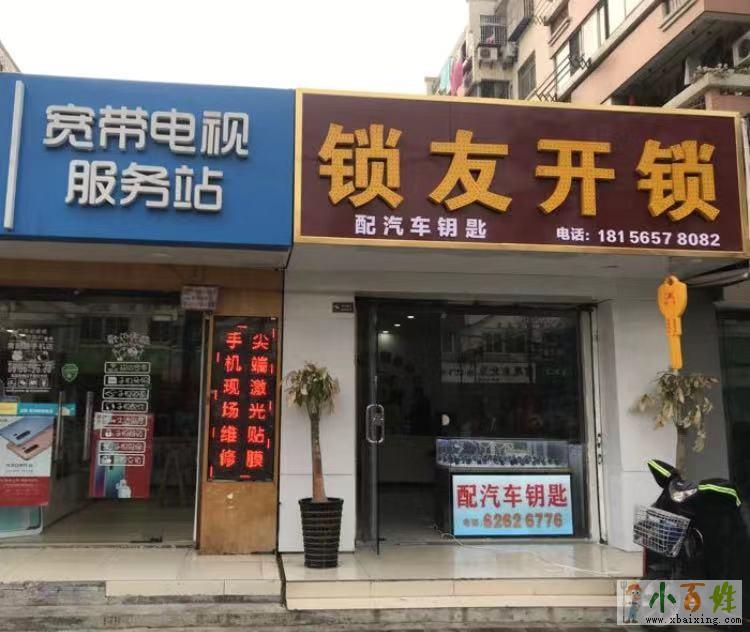 宽带电视
服务站
锁友开锁
配汽车钥匙
电话: 181 5657 8082
尖端激光贴膜
手机现场维修
配汽车钥匙
电话: 6262 6776
小百姓
www.xbaixing.com